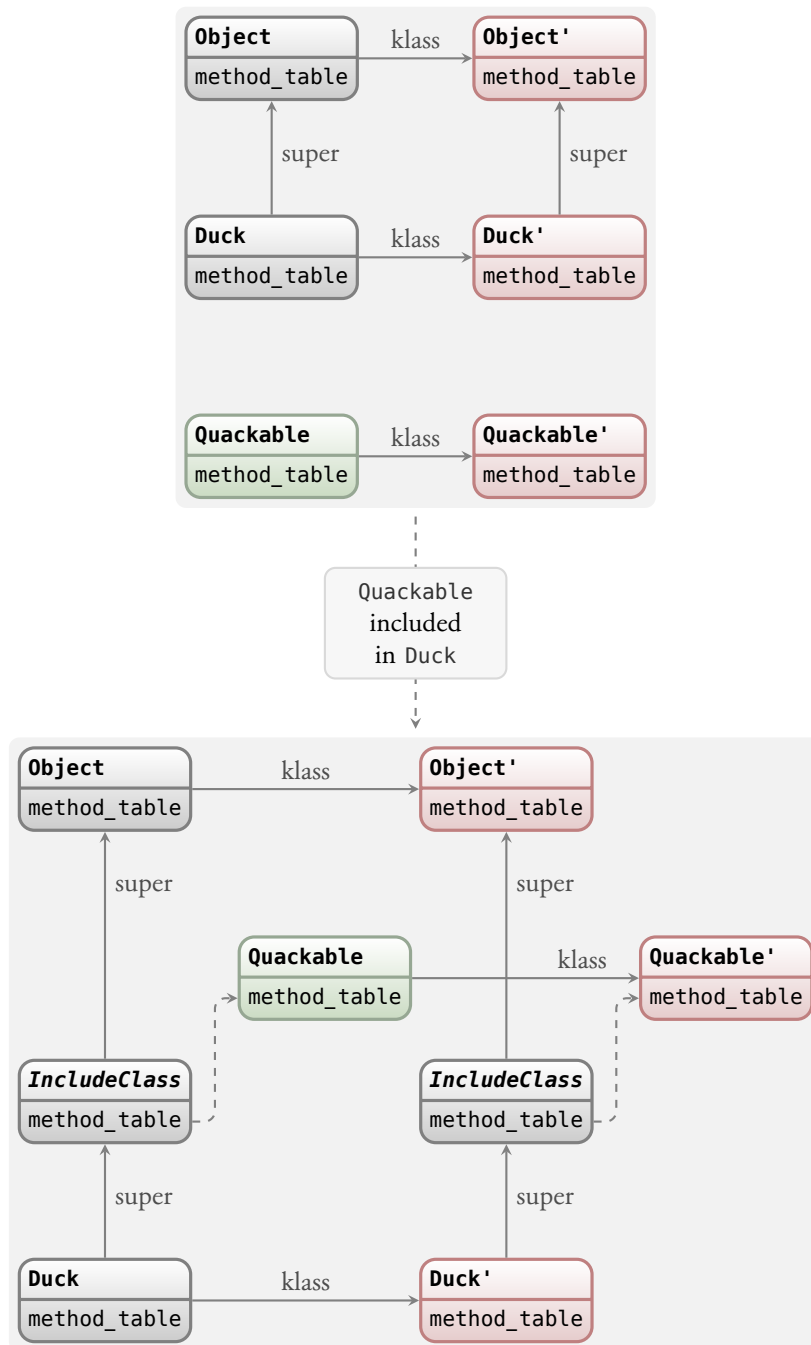 Object
method_table
klass
Object'
method_table
super
super
Duck
method_table
klass
Duck'
method_table
Quackable
method_table
klass
Quackable'
method_table
Quackable
included
in Duck
Object
method_table
klass
Object'
method_table
super
super
Quackable
method_table
klass
Quackable'
method_table
IncludeClass
method_table
IncludeClass
method_table
super
super
Duck
method_table
klass
Duck'
method_table